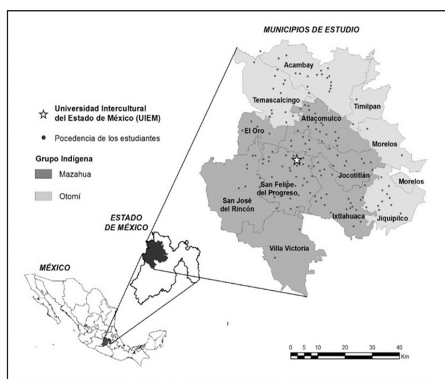 MUNICIPIOS DE ESTUDIO
Acambay
Universidad Intercultural
del Estado de México (UIEM)
Pocedencia de los estudiantes
Grupo Indígena
Mazahua
Otomí
Temascalcingo
Timilpan
Atlacomulco
El Oro
Morelos
Jocotitlán
Morelos
San Felipe
del Progreso
San José
del Rincón
Ixtlahuaca
Jiquipilco
Villa Victoria
ESTADO
DE MÉXICO
MÉXICO
0 5 10 20 30 40
Km